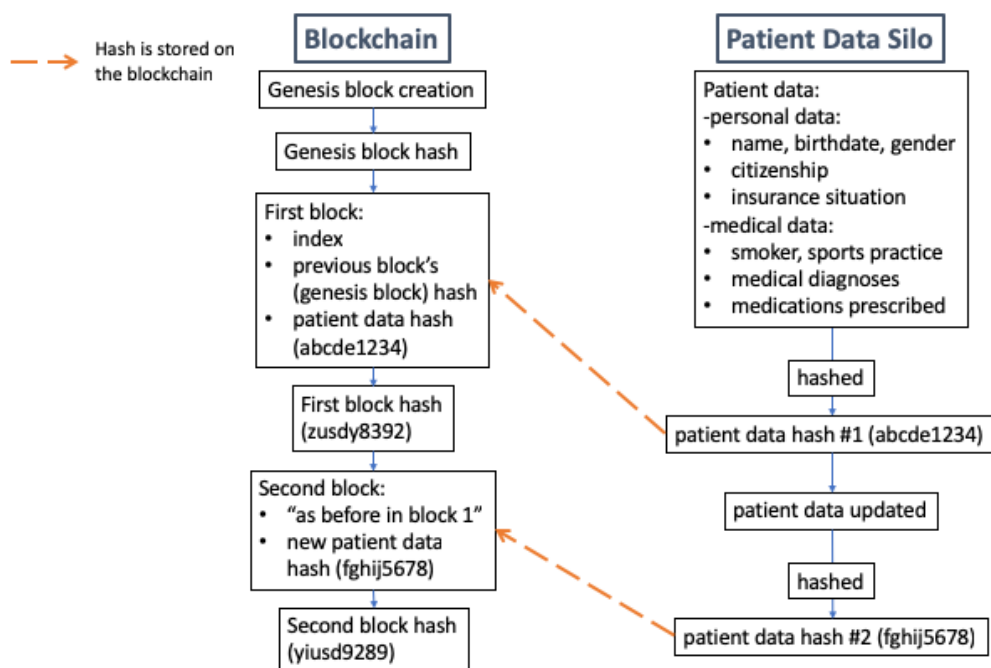 Hash is stored on
the blockchain
Blockchain
Genesis block creation
Genesis block hash
First block:
• index
• previous block’s
(genesis block) hash
• patient data hash
(abcde1234)
First block hash
(zusdy8392)
Second block:
• “as before in block 1”
• new patient data
hash (fghij5678)
Second block hash
(yiusd9289)
Patient Data Silo
Patient data:
-personal data:
• name, birthdate, gender
• citizenship
• insurance situation
-medical data:
• smoker, sports practice
• medical diagnoses
• medications prescribed
hashed
patient data hash #1 (abcde1234)
patient data updated
hashed
patient data hash #2 (fghij5678)